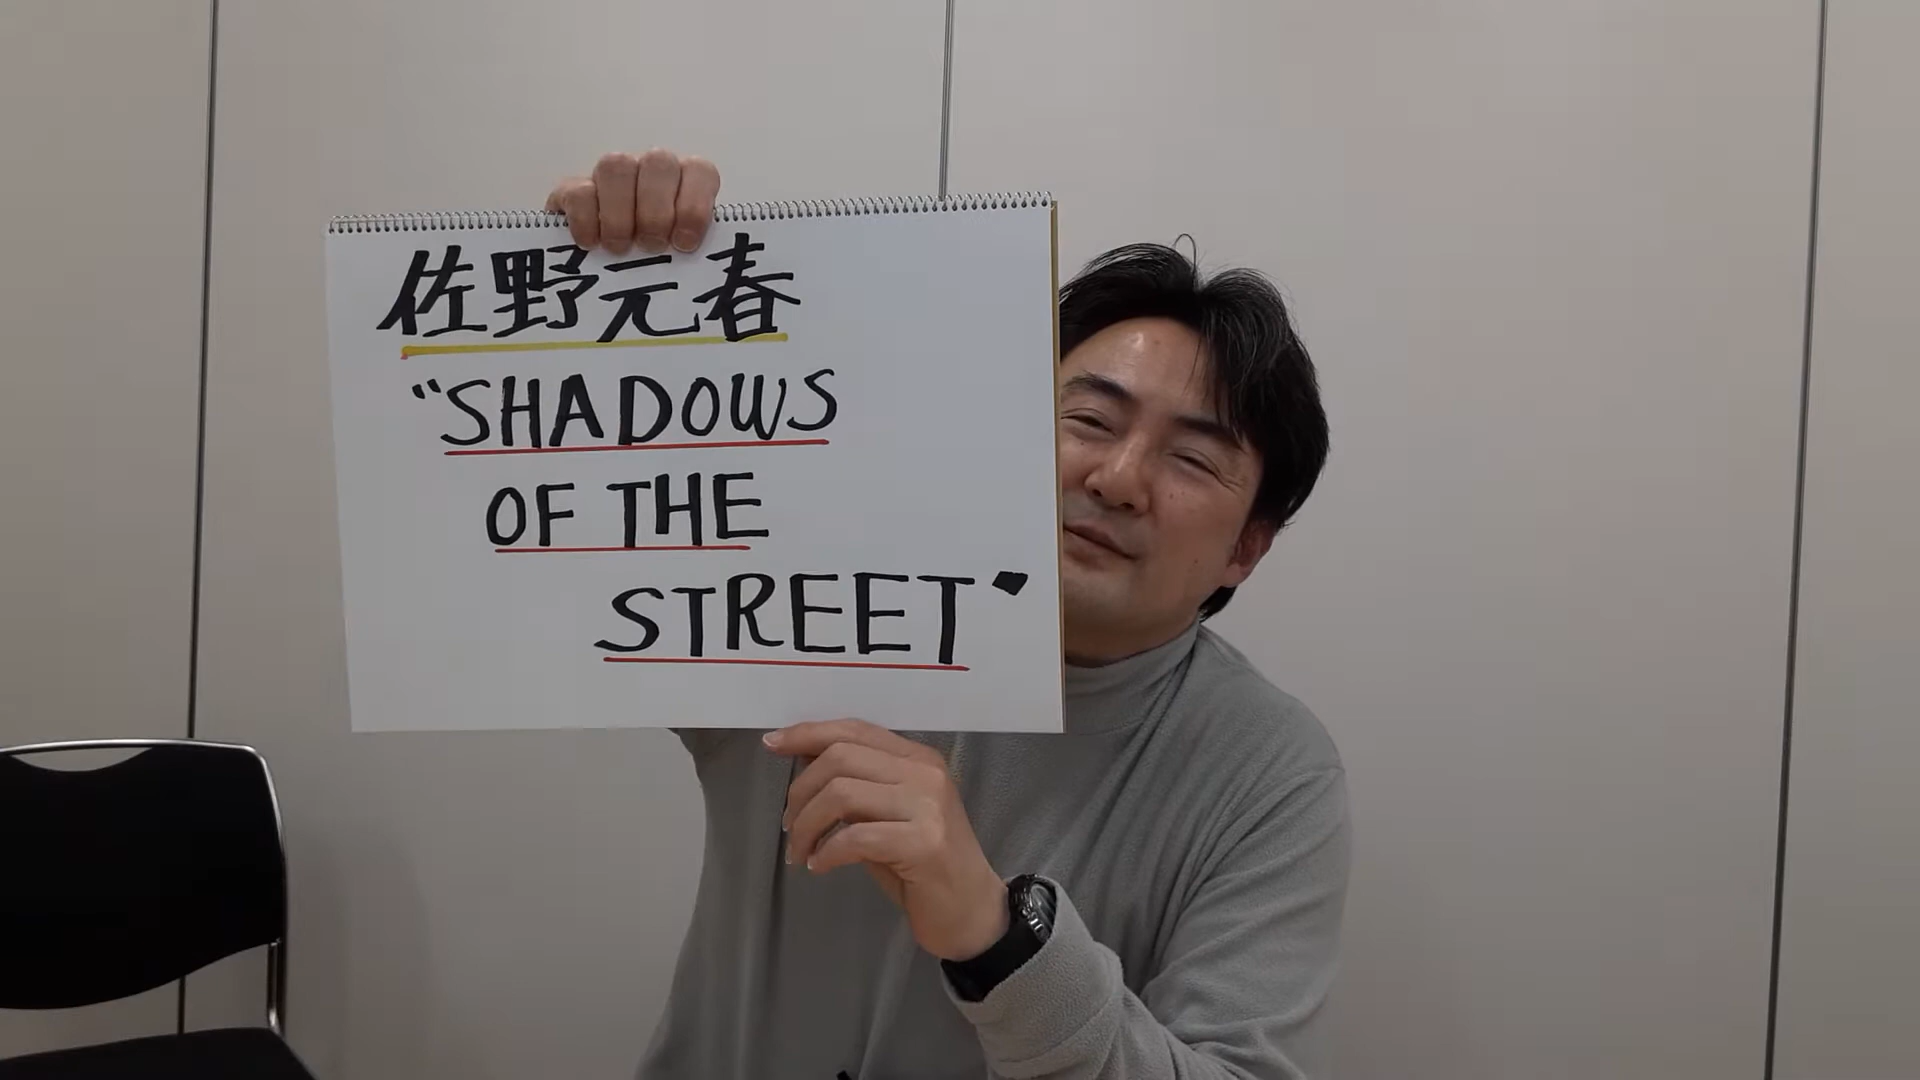 佐野元春
"SHADOWS
OF THE
STREET"